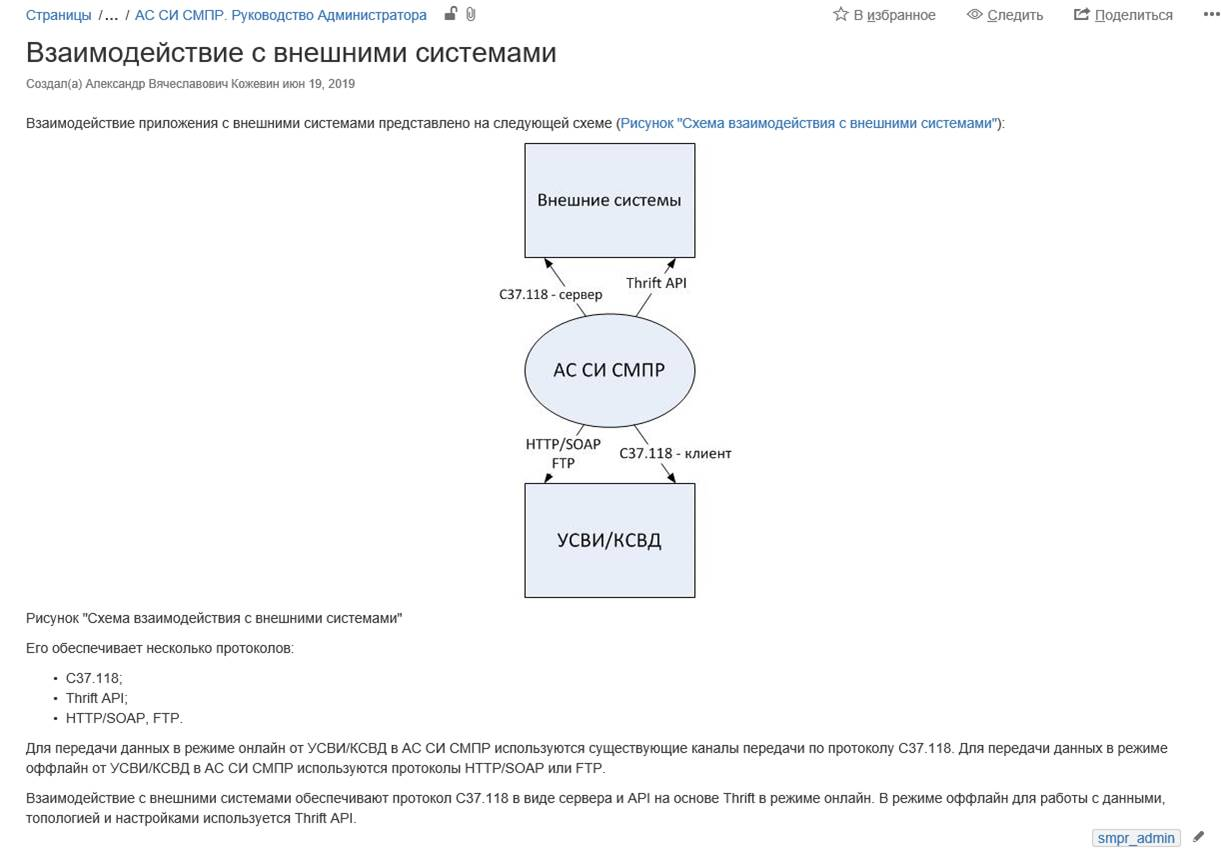 Страницы /... / АС СИ СМПР. Руководство Администратора
В избранное Следить Поделиться
Взаимодействие с внешними системами
Создал(а) Александр Вячеславович Кожевин июн 19, 2019
Взаимодействие приложения с внешними системами представлено на следующей схеме (Рисунок "Схема взаимодействия с внешними системами"):
Внешние системы
Thrift API
C37.118 - сервер
АС СИ СМПР
HTTP/SOAP
FTP
C37.118 - клиент
УСВИ/КСВД
Рисунок "Схема взаимодействия с внешними системами"
Его обеспечивает несколько протоколов:
• C37.118;
• Thrift API;
• HTTP/SOAP, FTP.
Для передачи данных в режиме онлайн от УСВИ/КСВД в АС СИ СМПР используются существующие каналы передачи по протоколу C37.118. Для передачи данных в режиме
оффлайн от УСВИ/КСВД в АС СИ СМПР используются протоколы HTTP/SOAP или FTP.
Взаимодействие с внешними системами обеспечивают протокол C37.118 в виде сервера и API на основе Thrift в режиме онлайн. В режиме оффлайн для работы с данными,
топологией и настройками используется Thrift API.
smpr_admin